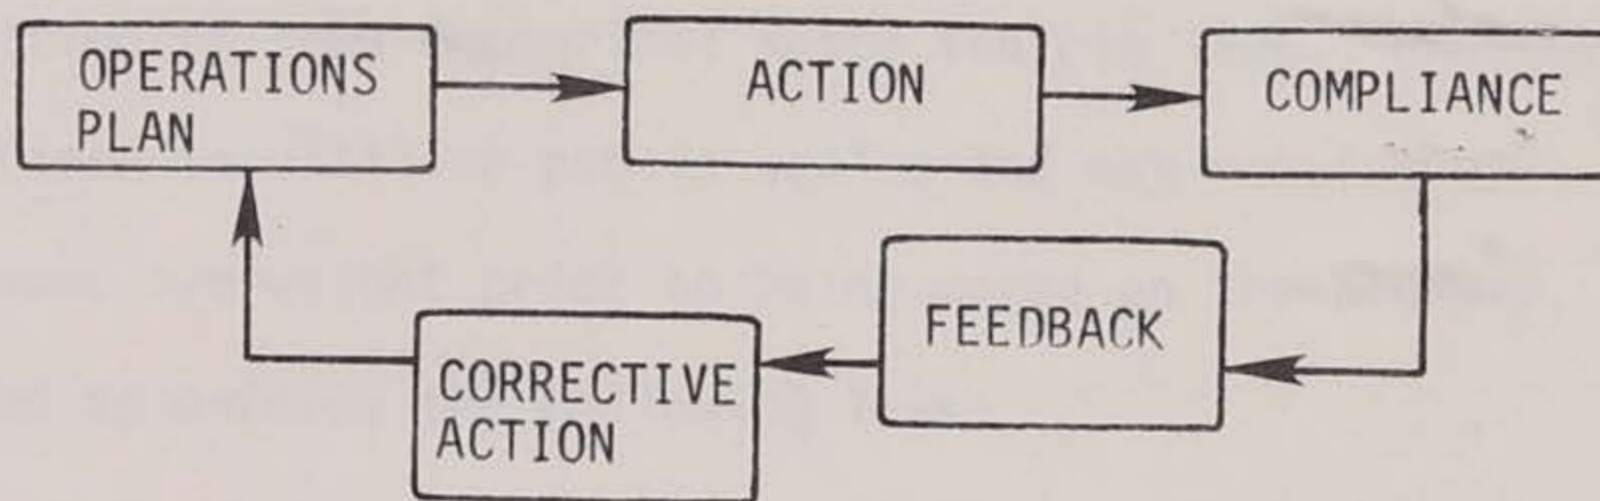 OPERATIONS
PLAN
ACTION
COMPLIANCE
FEEDBACK
CORRECTIVE
ACTION